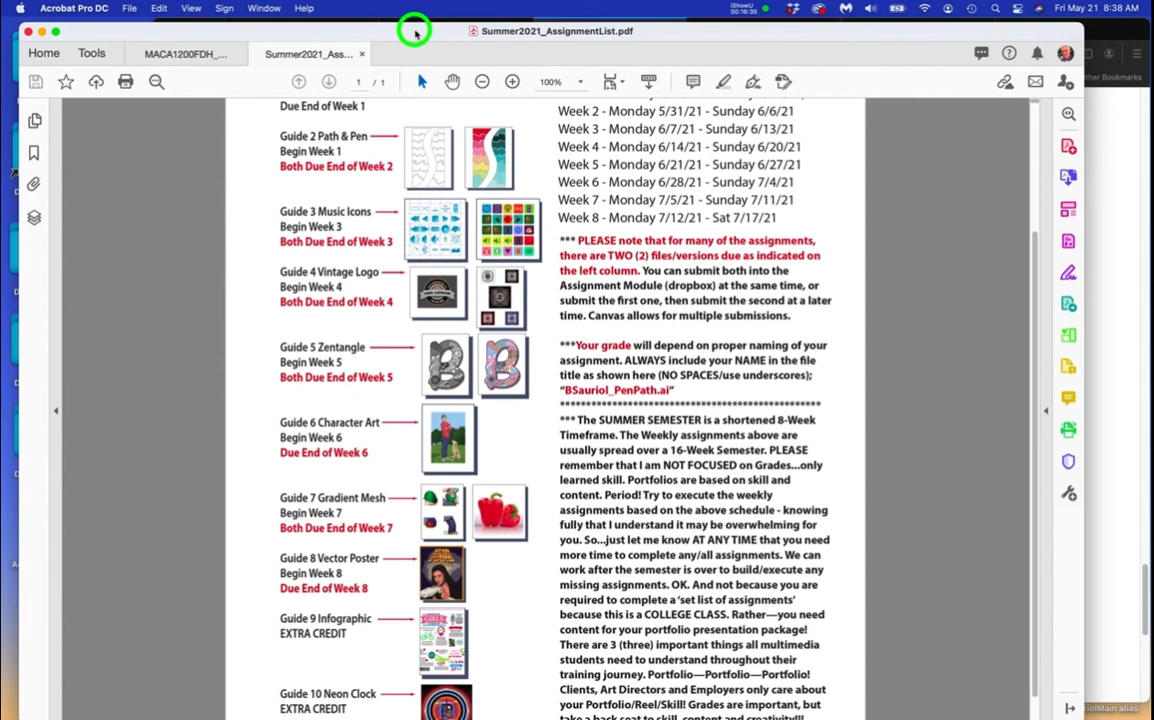 Acrobat Pro DC File Edit View Sign Window Help
iShowU
00:16:35
Fri May 21 8:38 AM
Summer2021_AssignmentList.pdf
Home Tools MACA1200FDH_... Summer2021_Ass... ×
1 / 1
100%
ther Bookmarks
Due End of Week 1
Guide 2 Path & Pen
Begin Week 1
Both Due End of Week 2
Guide 3 Music Icons
Begin Week 3
Both Due End of Week 3
Guide 4 Vintage Logo
Begin Week 4
Both Due End of Week 4
Guide 5 Zentangle
Begin Week 5
Both Due End of Week 5
Guide 6 Character Art
Begin Week 6
Due End of Week 6
Guide 7 Gradient Mesh
Begin Week 7
Both Due End of Week 7
Guide 8 Vector Poster
Begin Week 8
Due End of Week 8
Guide 9 Infographic
EXTRA CREDIT
Guide 10 Neon Clock
EXTRA CREDIT
Week 2 - Monday 5/31/21 - Sunday 6/6/21
Week 3 - Monday 6/7/21 - Sunday 6/13/21
Week 4 - Monday 6/14/21 - Sunday 6/20/21
Week 5 - Monday 6/21/21 - Sunday 6/27/21
Week 6 - Monday 6/28/21 - Sunday 7/4/21
Week 7 - Monday 7/5/21 - Sunday 7/11/21
Week 8 - Monday 7/12/21 - Sat 7/17/21
*** PLEASE note that for many of the assignments,
there are TWO (2) files/versions due as indicated on
the left column. You can submit both into the
Assignment Module (dropbox) at the same time, or
submit the first one, then submit the second at a later
time. Canvas allows for multiple submissions.
***Your grade will depend on proper naming of your
assignment. ALWAYS include your NAME in the file
title as shown here (NO SPACES/use underscores);
"BSauriol_PenPath.ai"
*** The SUMMER SEMESTER is a shortened 8-Week
Timeframe. The Weekly assignments above are
usually spread over a 16-Week Semester. PLEASE
remember that I am NOT FOCUSED on Grades...only
learned skill. Portfolios are based on skill and
content. Period! Try to execute the weekly
assignments based on the above schedule - knowing
fully that I understand it may be overwhelming for
you. So...just let me know AT ANY TIME that you need
more time to complete any/all assignments. We can
work after the semester is over to build/execute any
missing assignments. OK. And not because you are
required to complete a 'set list of assignments'
because this is a COLLEGE CLASS. Rather—you need
content for your portfolio presentation package!
There are 3 (three) important things all multimedia
students need to understand throughout their
training journey. Portfolio—Portfolio—Portfolio!
Clients, Art Directors and Employers only care about
your Portfolio/Reel/Skill! Grades are important, but
take a back seat to skill, content and creativity!!!
riolMain alias